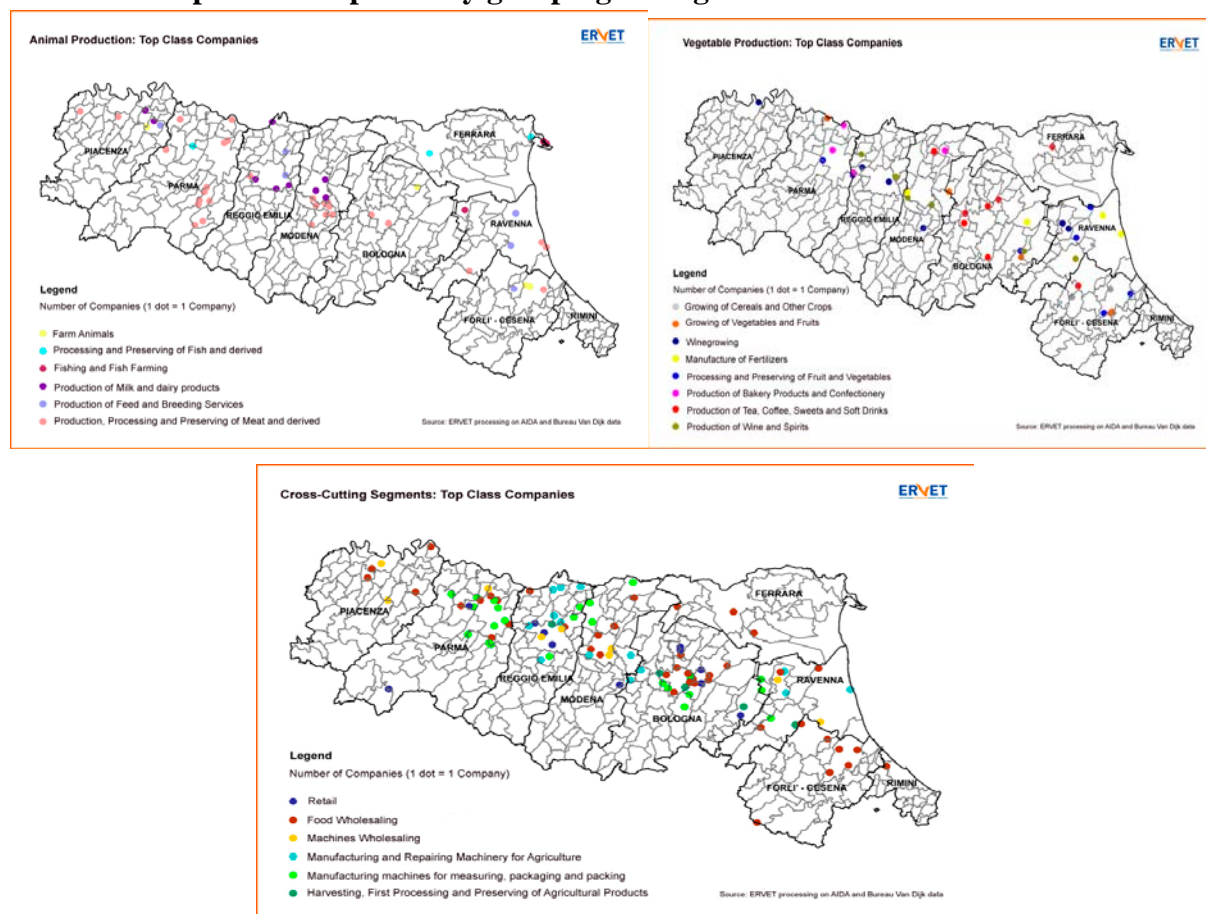 Animal Production: Top Class Companies
ERVET
PIACENZA
PARMA
REGGIO EMILIA
MODENA
BOLOGNA
FERRARA
RAVENNA
FORLI' - CESENA
RIMINI
Legend
Number of Companies (1 dot = 1 Company)
Farm Animals
Processing and Preserving of Fish and derived
Fishing and Fish Farming
Production of Milk and dairy products
Production of Feed and Breeding Services
Production, Processing and Preserving of Meat and derived
Source: ERVET processing on AIDA and Bureau Van Dijk data
Vegetable Production: Top Class Companies
ERVET
PIACENZA
PARMA
REGGIO EMILIA
MODENA
BOLOGNA
FERRARA
RAVENNA
FORLI' - CESENA
RIMINI
Legend
Number of Companies (1 dot = 1 Company)
Growing of Cereals and Other Crops
Growing of Vegetables and Fruits
Winegrowing
Manufacture of Fertilizers
Processing and Preserving of Fruit and Vegetables
Production of Bakery Products and Confectionery
Production of Tea, Coffee, Sweets and Soft Drinks
Production of Wine and Spirits
Source: ERVET processing on AIDA and Bureau Van Dijk data
Cross-Cutting Segments: Top Class Companies
ERVET
PIACENZA
PARMA
REGGIO EMILIA
MODENA
BOLOGNA
FERRARA
RAVENNA
FORLI' - CESENA
RIMINI
Legend
Number of Companies (1 dot = 1 Company)
Retail
Food Wholesaling
Machines Wholesaling
Manufacturing and Repairing Machinery for Agriculture
Manufacturing machines for measuring, packaging and packing
Harvesting, First Processing and Preserving of Agricultural Products
Source: ERVET processing on AIDA and Bureau Van Dijk data